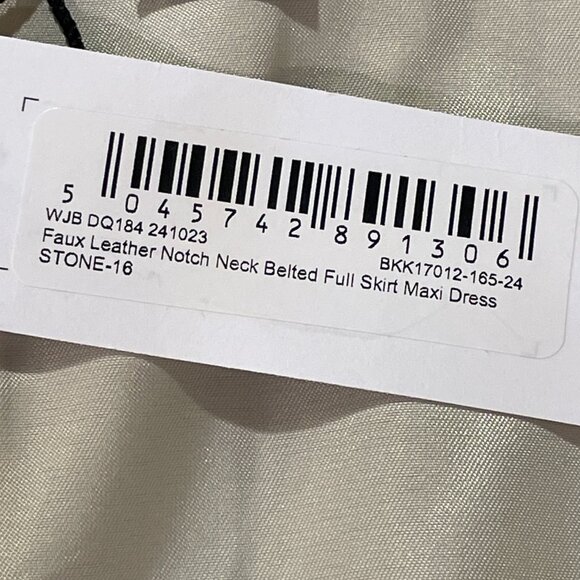 5 045742 891306
WJB DQ184 241023 BKK17012-165-24
Faux Leather Notch Neck Belted Full Skirt Maxi Dress
STONE-16